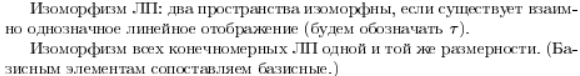 Изоморфизм ЛП: два пространства изоморфны, если существует взаим-
но однозначное линейное отображение (будем обозначать τ).
Изоморфизм всех конечномерных ЛП одной и той же размерности. (Ба-
зисным элементам сопоставляем базисные.)